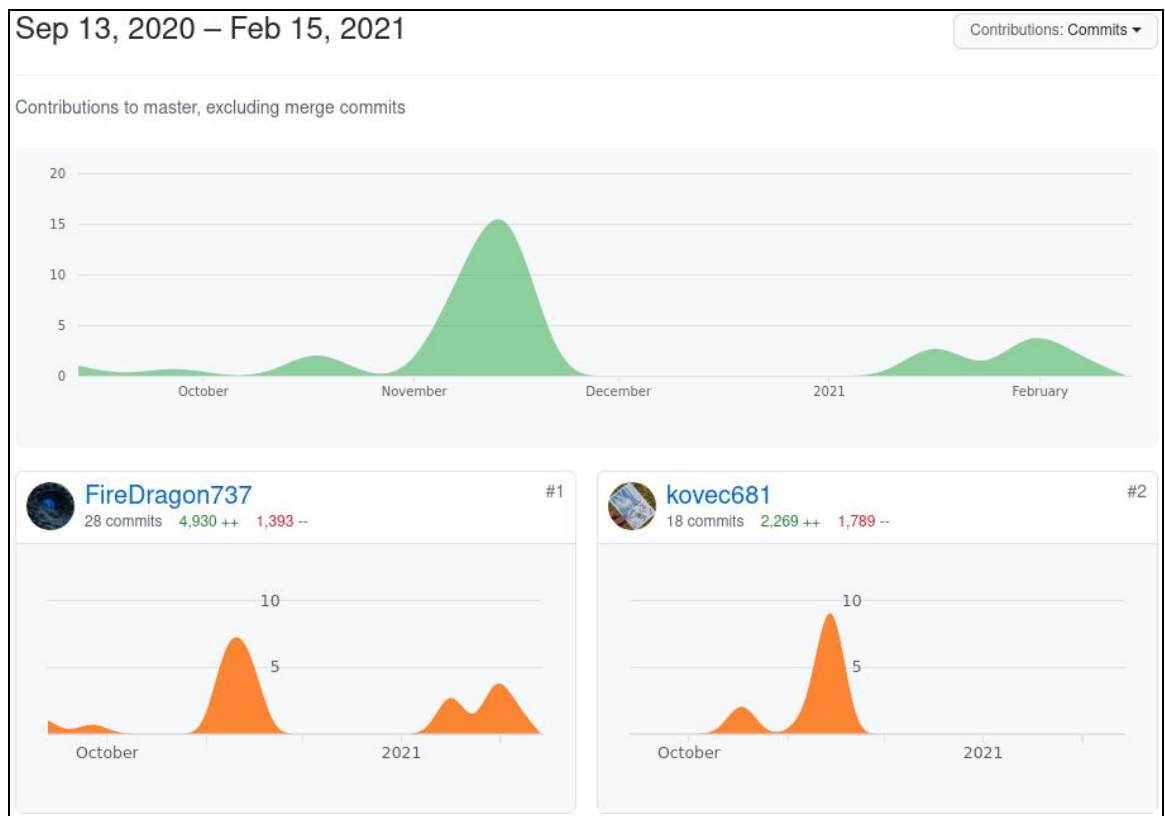 Sep 13, 2020 – Feb 15, 2021
Contributions: Commits
Contributions to master, excluding merge commits
20
15
10
5
0
October November December 2021 February
FireDragon737 #1
28 commits 4,930 ++ 1,393 --
10
5
October 2021
kovec681 #2
18 commits 2,269 ++ 1,789 --
10
5
October 2021